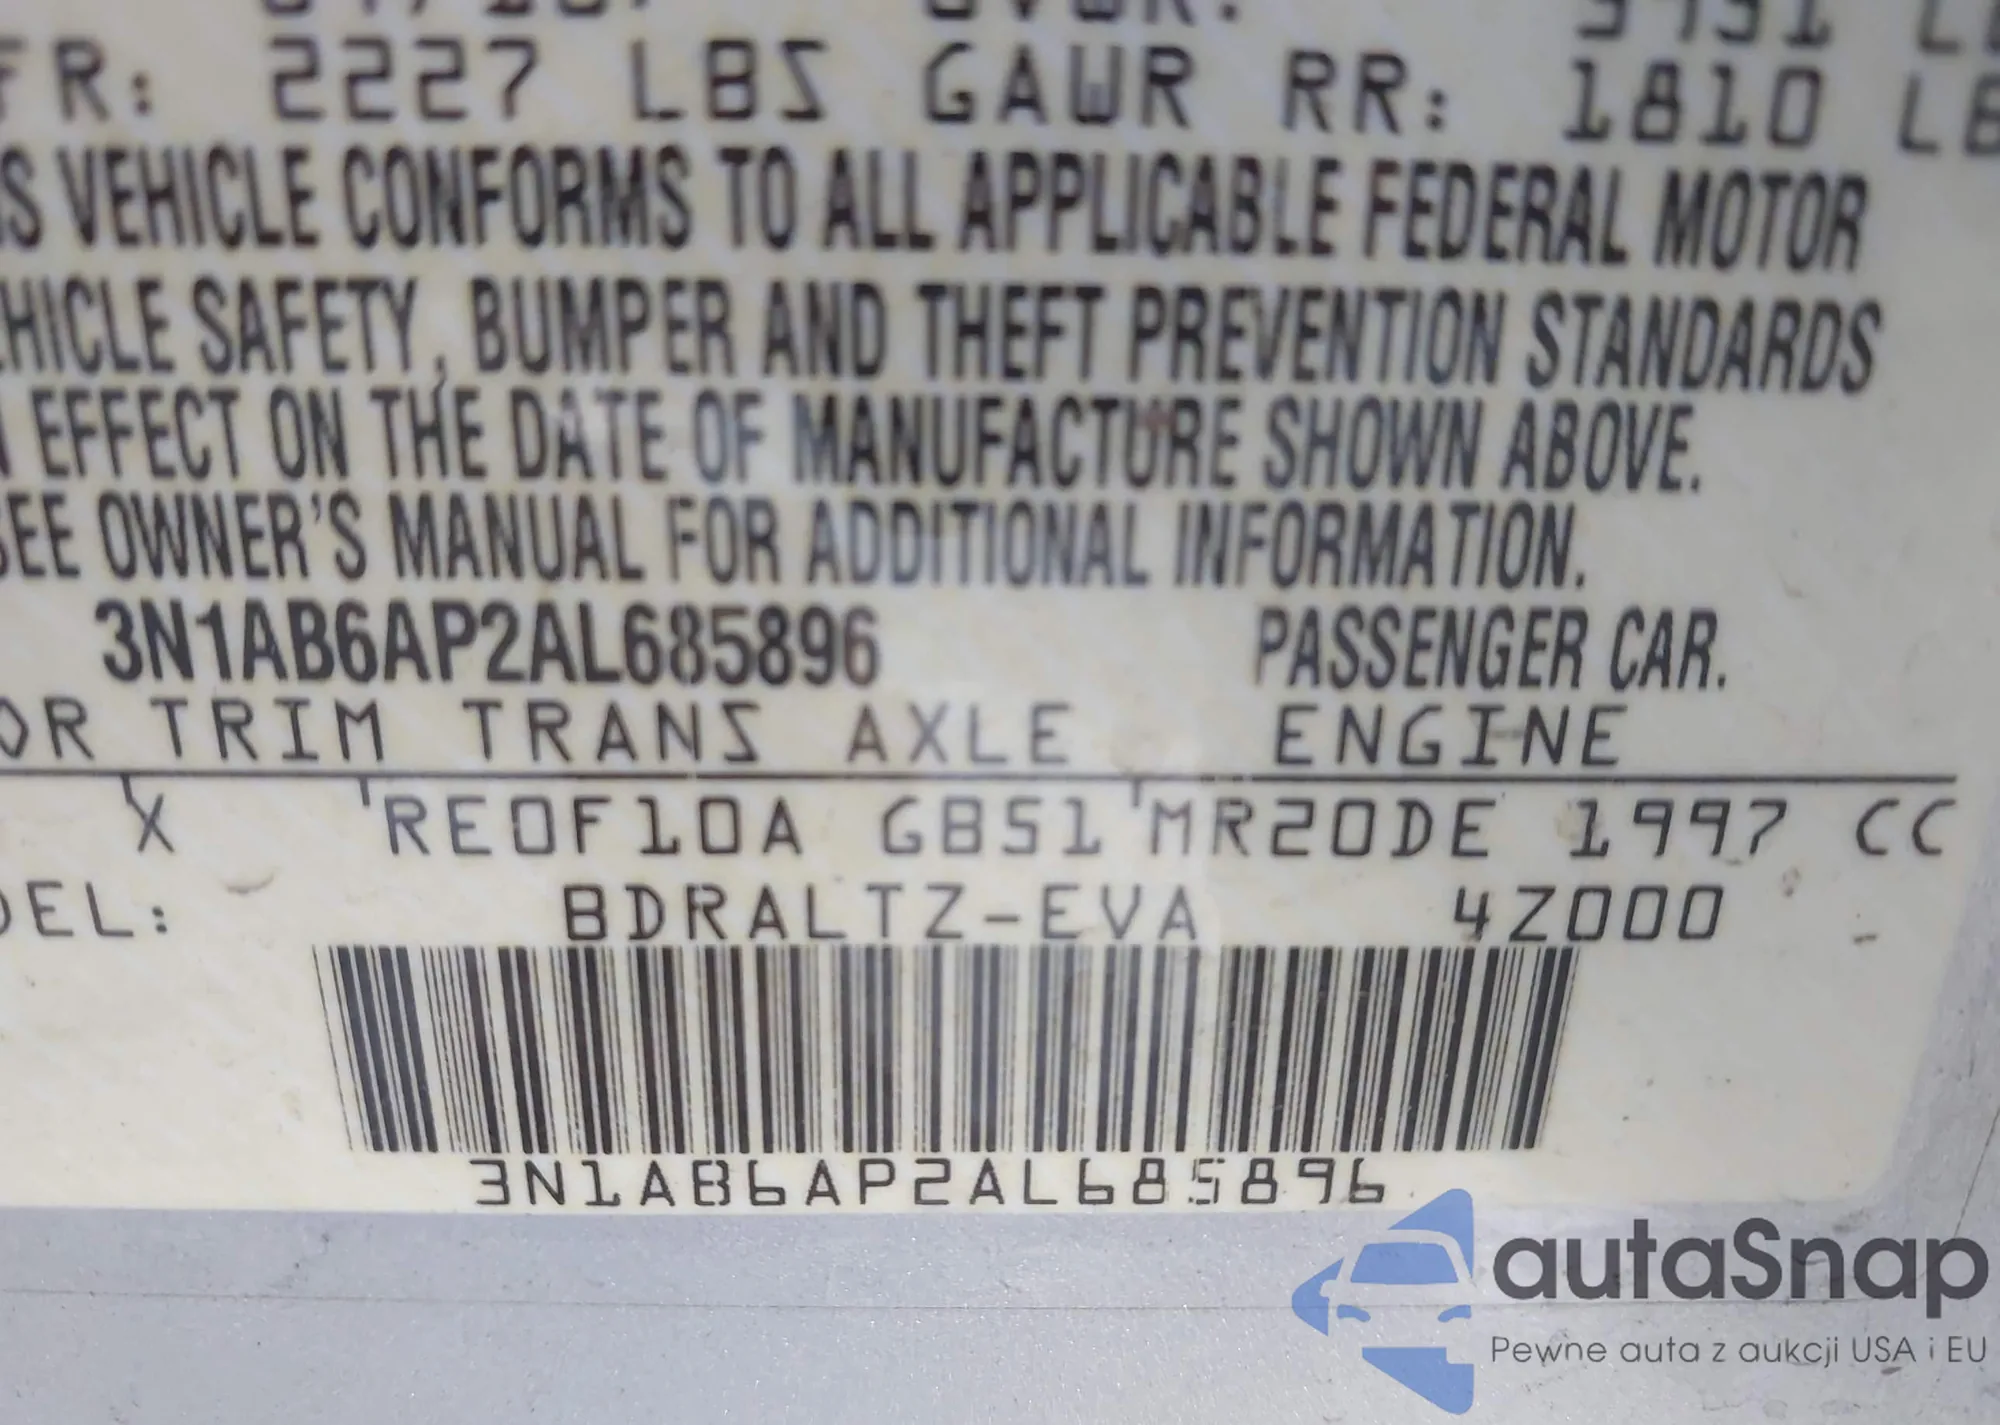 FR: 2227 LBS GAWR RR: 1810 LB
S VEHICLE CONFORMS TO ALL APPLICABLE FEDERAL MOTOR
HICLE SAFETY, BUMPER AND THEFT PREVENTION STANDARDS
EFFECT ON THE DATE OF MANUFACTURE SHOWN ABOVE.
SEE OWNER'S MANUAL FOR ADDITIONAL INFORMATION.
3N1AB6AP2AL685896 PASSENGER CAR.
OR TRIM TRANS AXLE ENGINE
X RE0F10A GB51 MR20DE 1997 CC
DEL: BDRALTZ-EVA 4Z000
3N1AB6AP2AL685896
autaSnap
Pewne auta z aukcji USA i EU